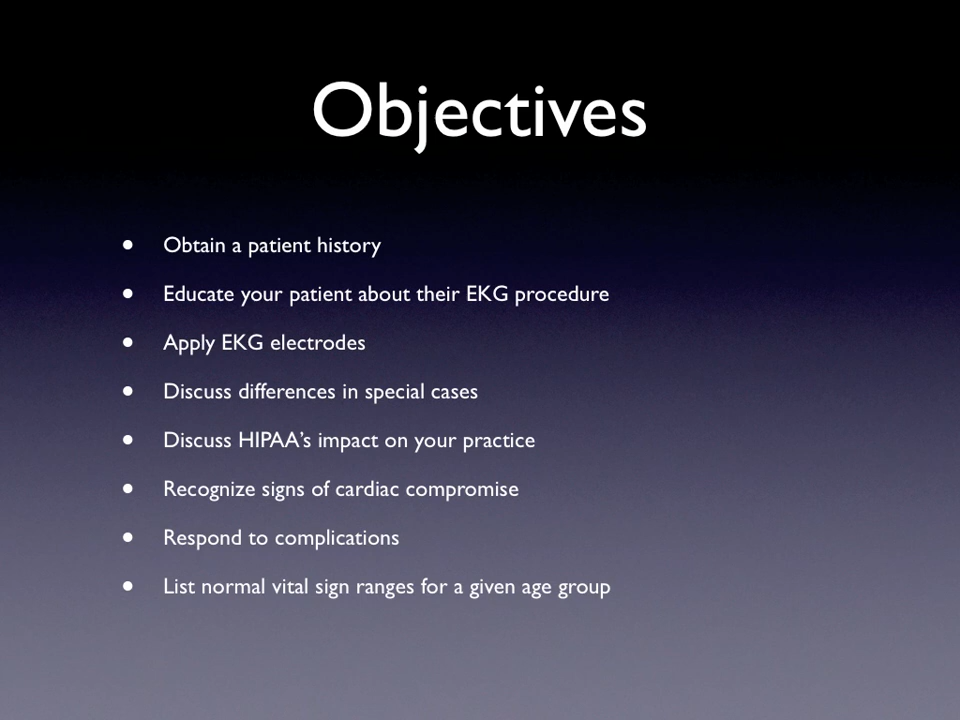 Objectives
• Obtain a patient history
• Educate your patient about their EKG procedure
• Apply EKG electrodes
• Discuss differences in special cases
• Discuss HIPAA’s impact on your practice
• Recognize signs of cardiac compromise
• Respond to complications
• List normal vital sign ranges for a given age group